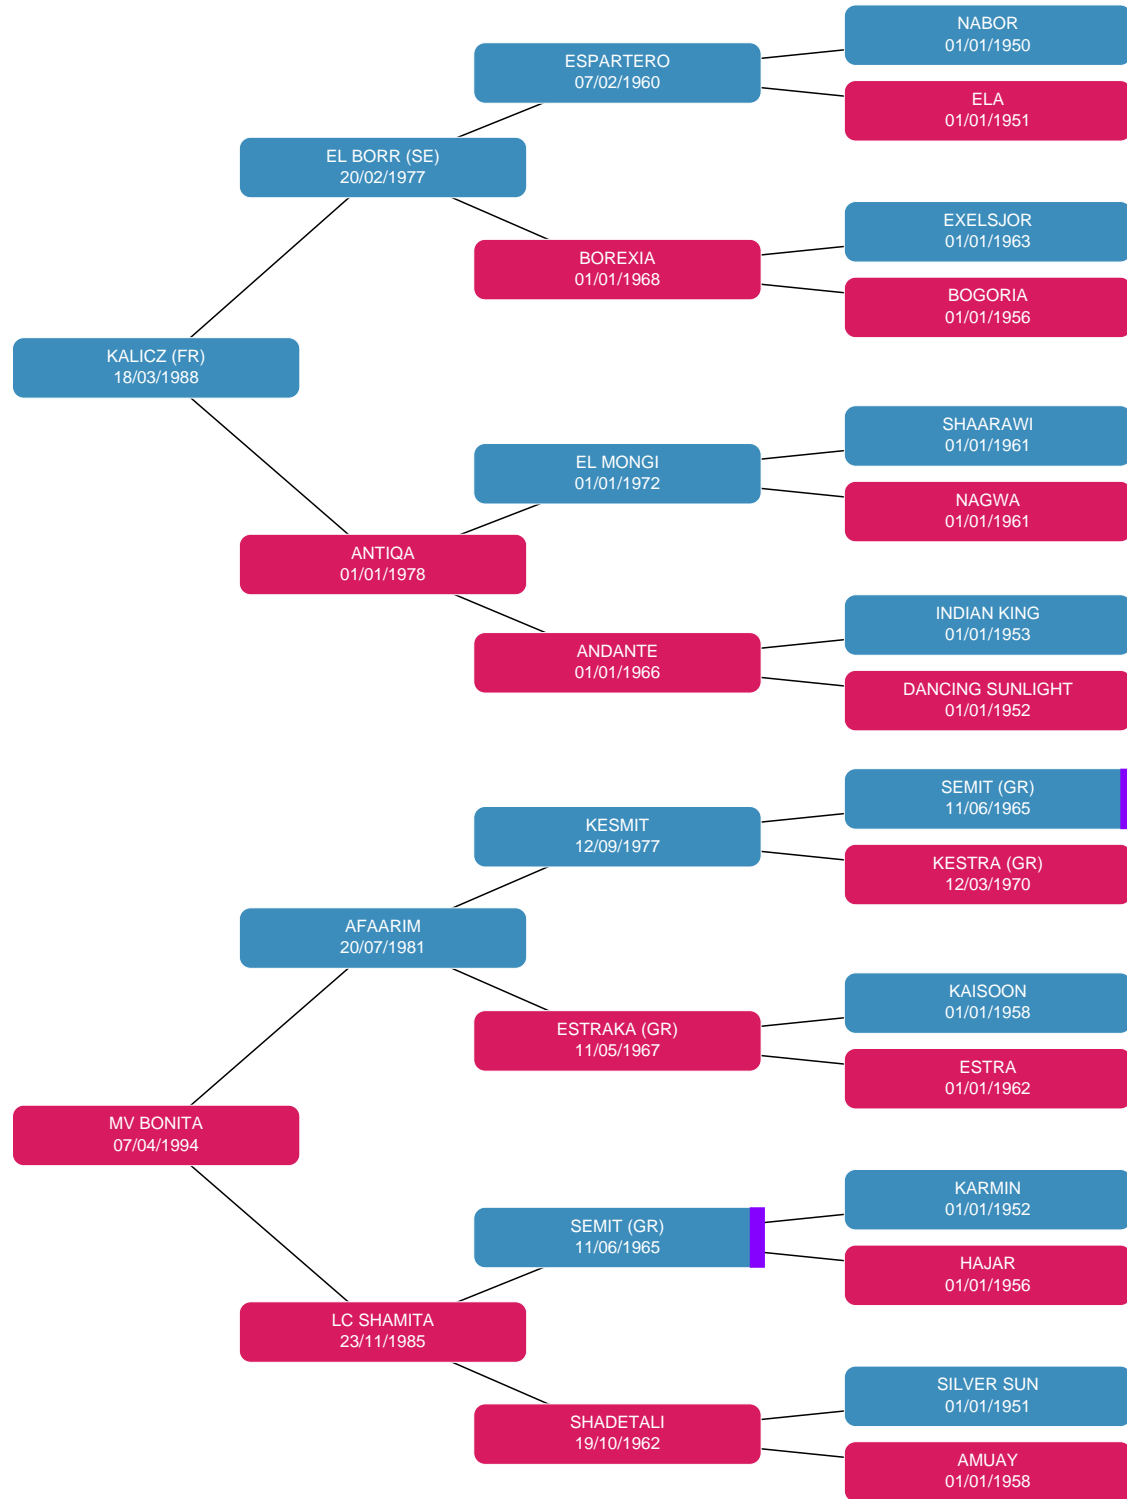 NABOR
01/01/1950
ESPARTERO
07/02/1960
ELA
01/01/1951
EL BORR (SE)
20/02/1977
EXELSJOR
01/01/1963
BOREXIA
01/01/1968
BOGORIA
01/01/1956
KALICZ (FR)
18/03/1988
SHAARAWI
01/01/1961
EL MONGI
01/01/1972
NAGWA
01/01/1961
ANTIQA
01/01/1978
INDIAN KING
01/01/1953
ANDANTE
01/01/1966
DANCING SUNLIGHT
01/01/1952
SEMIT (GR)
11/06/1965
KESMIT
12/09/1977
KESTRA (GR)
12/03/1970
AFAARIM
20/07/1981
KAISOON
01/01/1958
ESTRAKA (GR)
11/05/1967
ESTRA
01/01/1962
MV BONITA
07/04/1994
KARMIN
01/01/1952
SEMIT (GR)
11/06/1965
HAJAR
01/01/1956
LC SHAMITA
23/11/1985
SILVER SUN
01/01/1951
SHADETALI
19/10/1962
AMUAY
01/01/1958